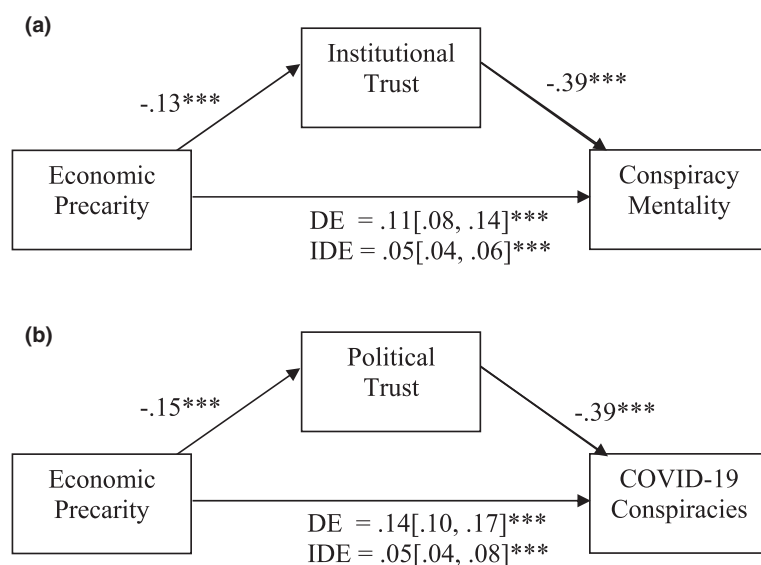 (a)
Institutional
Trust
-.13***
-.39***
Economic
Precarity
Conspiracy
Mentality
DE = .11[.08, .14]***
IDE = .05[.04, .06]***
(b)
Political
Trust
-.15***
-.39***
Economic
Precarity
COVID-19
Conspiracies
DE = .14[.10, .17]***
IDE = .05[.04, .08]***